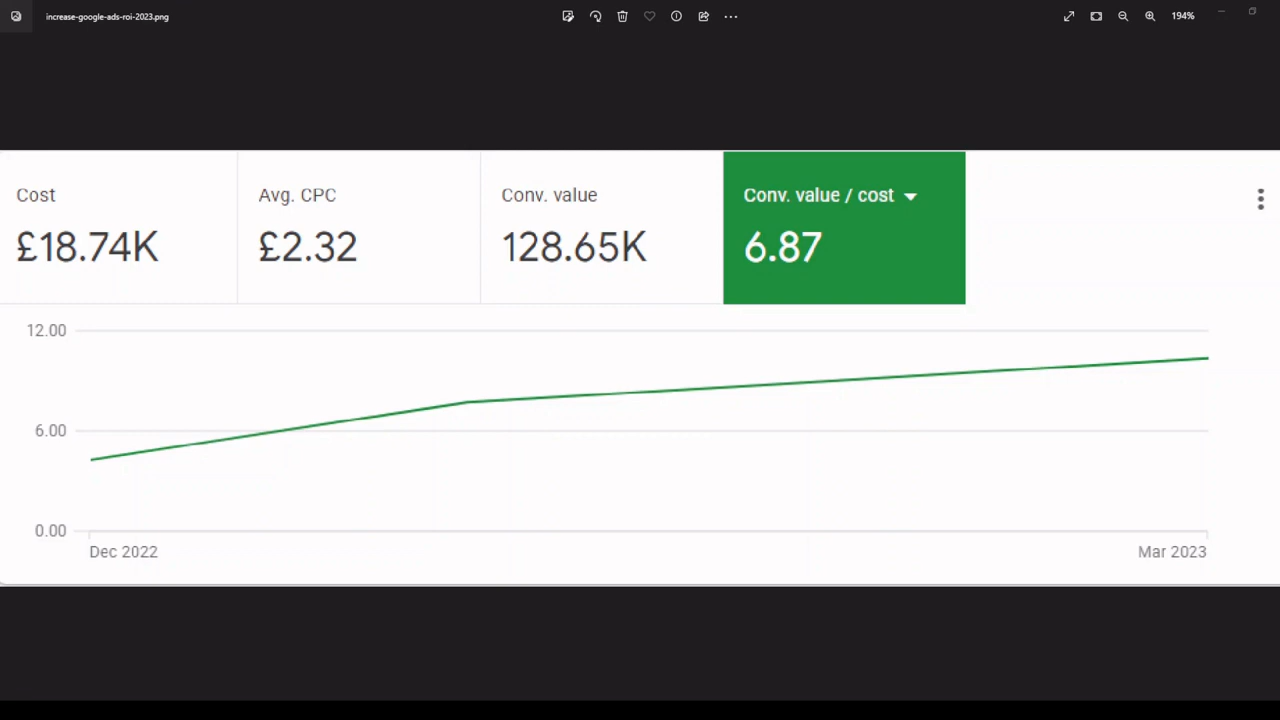 increase-google-ads-roi-2023.png
194%
Cost
Avg. CPC
Conv. value
Conv. value / cost
£18.74K
£2.32
128.65K
6.87
12.00
6.00
0.00
Dec 2022
Mar 2023